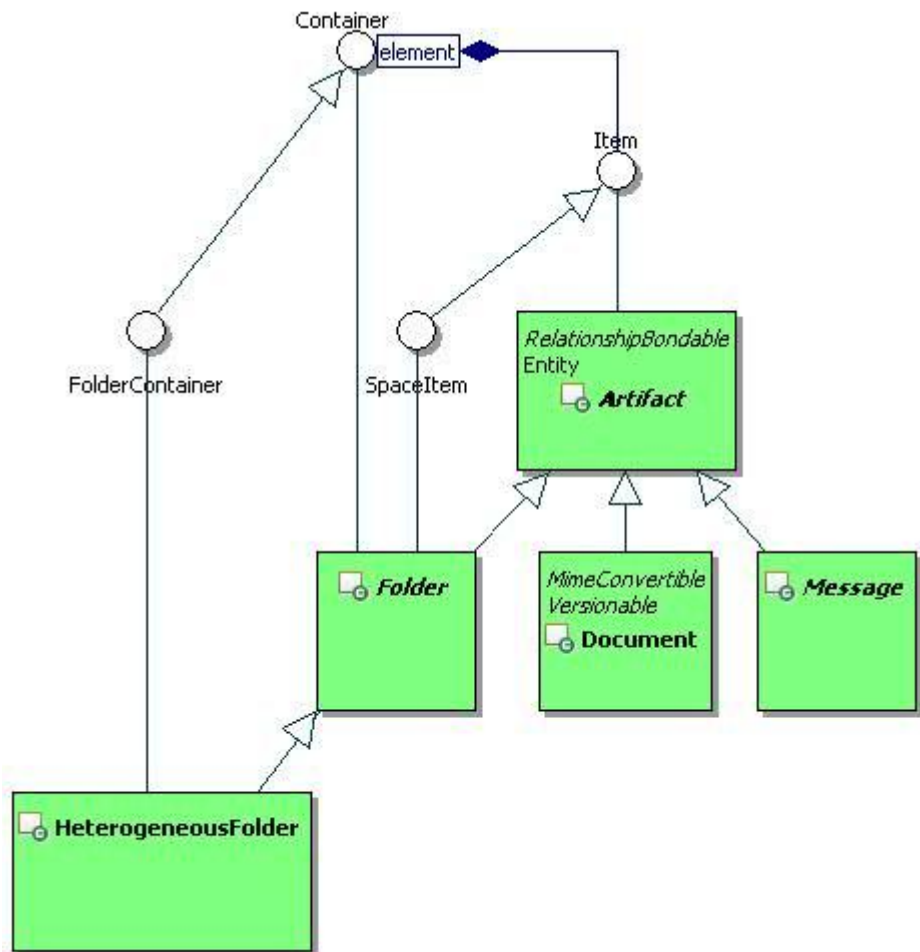 Container
element
Item
FolderContainer
SpaceItem
RelationshipBondable
Entity
Artifact
Folder
MimeConvertible
Versionable
Document
Message
HeterogeneousFolder